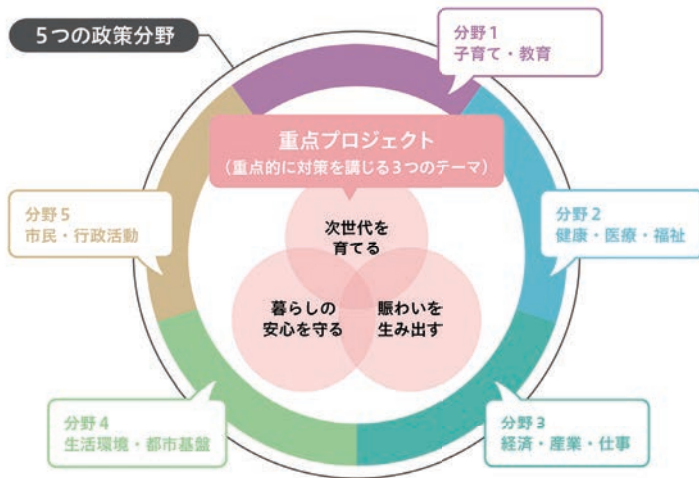 5つの政策分野
分野1
子育て・教育
重点プロジェクト
（重点的に対策を講じる3つのテーマ）
分野5
市民・行政活動
次世代を
育てる
分野2
健康・医療・福祉
暮らしの
安心を守る
賑わいを
生み出す
分野4
生活環境・都市基盤
分野3
経済・産業・仕事